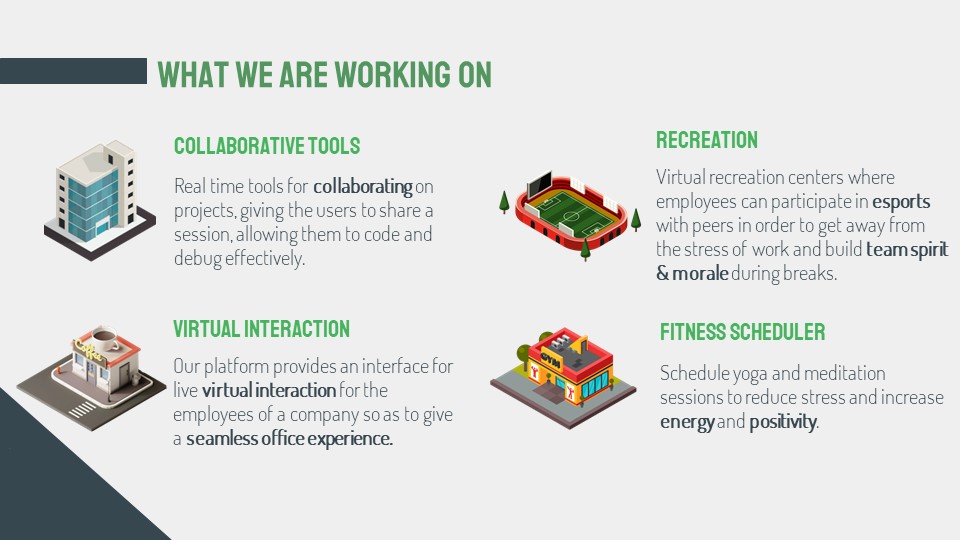 WHAT WE ARE WORKING ON
COLLABORATIVE TOOLS
Real time tools for collaborating on
projects, giving the users to share a
session, allowing them to code and
debug effectively.
RECREATION
Virtual recreation centers where
employees can participate in esports
with peers in order to get away from
the stress of work and build team spirit
& morale during breaks.
VIRTUAL INTERACTION
Our platform provides an interface for
live virtual interaction for the
employees of a company so as to give
a seamless office experience.
FITNESS SCHEDULER
Schedule yoga and meditation
sessions to reduce stress and increase
energy and positivity.
GYM